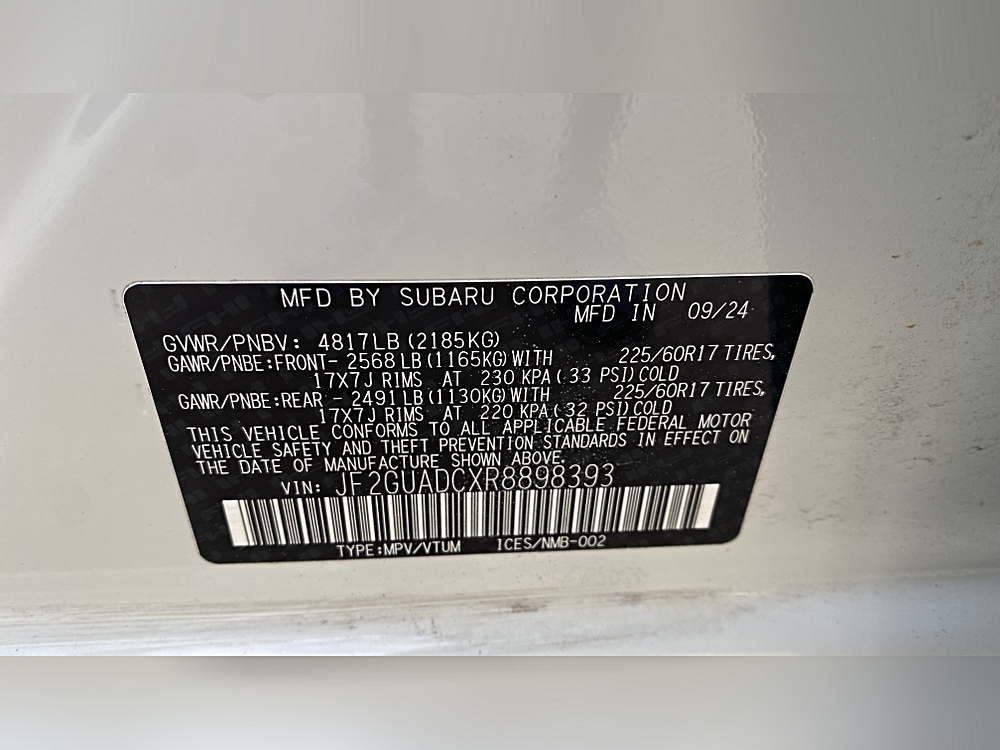 MFD BY SUBARU CORPORATION
MFD IN 09/24
GVWR/PNBV: 4817LB (2185KG)
GAWR/PNBE:FRONT- 2568 LB (1165KG) WITH 225/60R17 TIRES,
17X7J RIMS AT 230 KPA ( 33 PSI) COLD
GAWR/PNBE:REAR - 2491 LB (1130KG) WITH 225/60R17 TIRES,
17X7J RIMS AT 220 KPA ( 32 PSI) COLD
THIS VEHICLE CONFORMS TO ALL APPLICABLE FEDERAL MOTOR
VEHICLE SAFETY AND THEFT PREVENTION STANDARDS IN EFFECT ON
THE DATE OF MANUFACTURE SHOWN ABOVE.
VIN: JF2GUADCXR8898393
TYPE:MPV/VTUM ICES/NMB-002